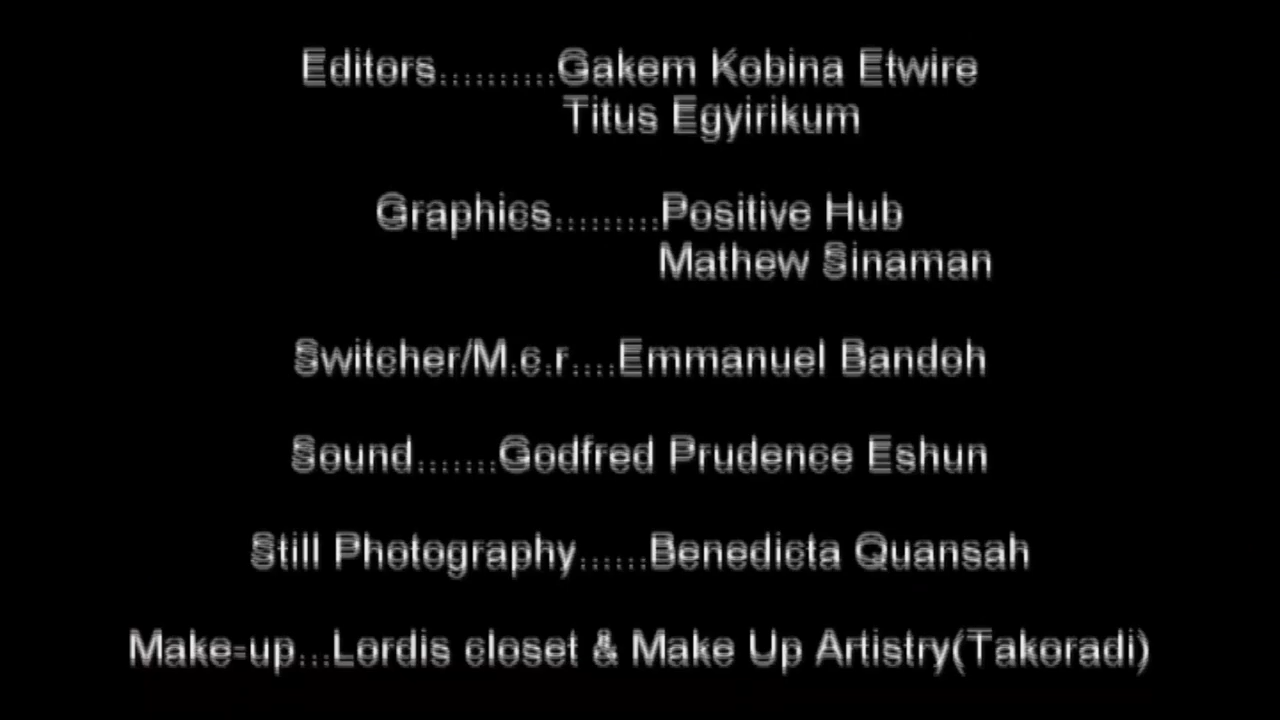 Editors..........Gakem Kobina Etwire
Titus Egyirikum
Graphics.........Positive Hub
Mathew Sinaman
Switcher/M.c.r....Emmanuel Bandoh
Sound.......Godfred Prudence Eshun
Still Photography......Benedicta Quansah
Make-up...Lordis closet & Make Up Artistry(Takoradi)